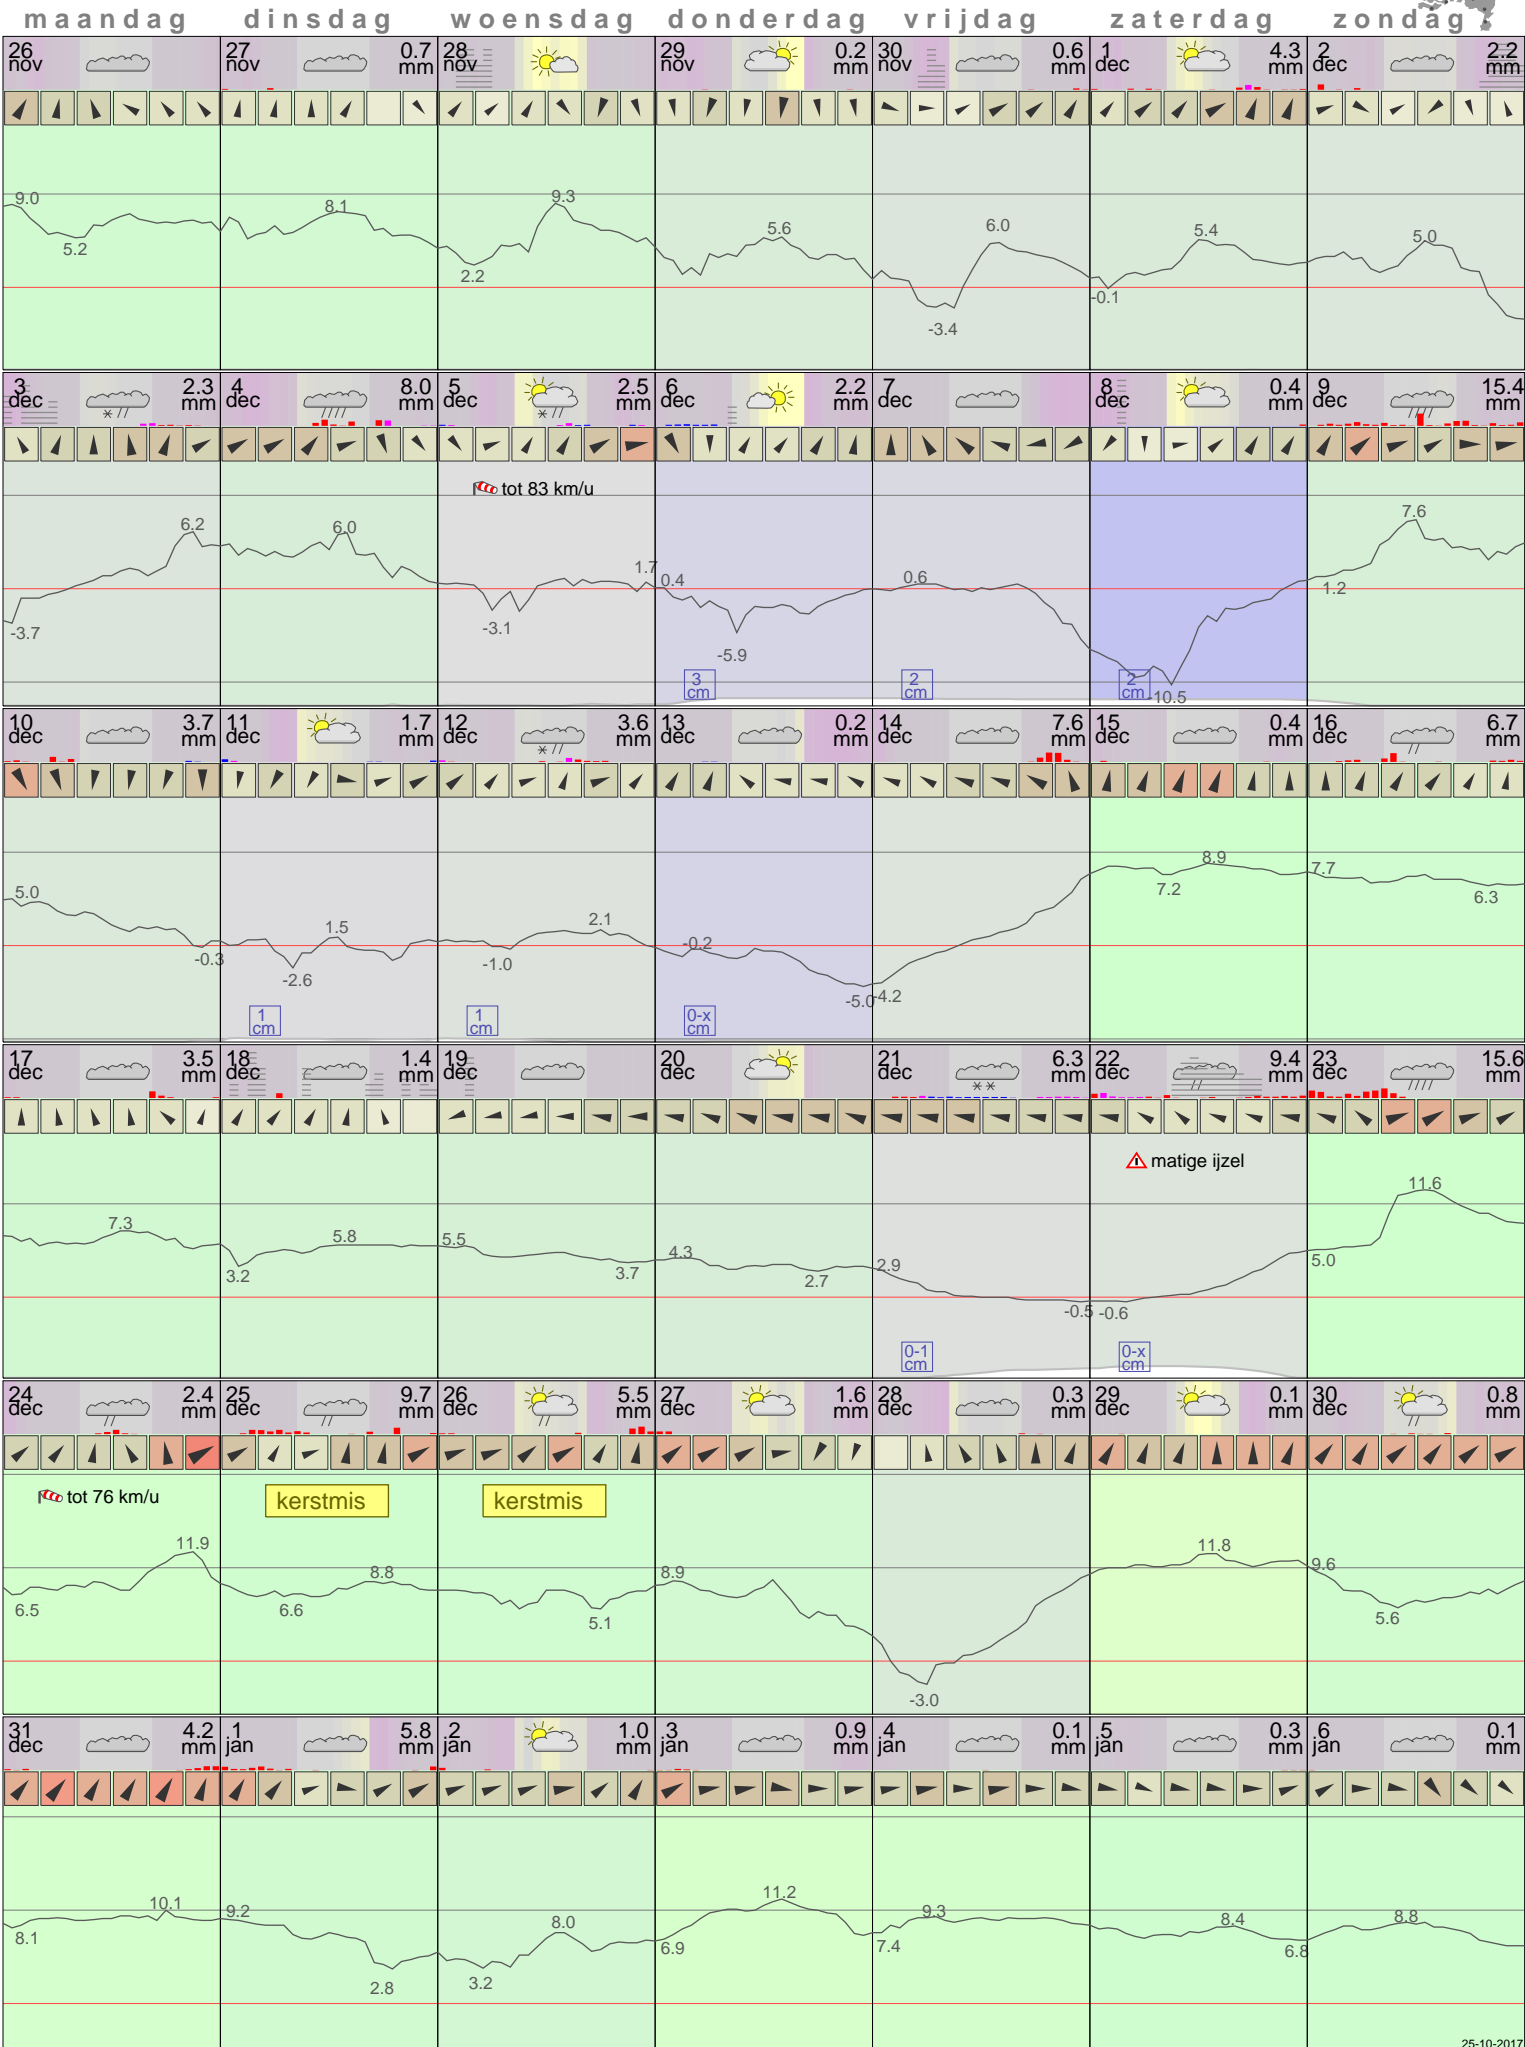 maandag dinsdag woensdag donderdag vrijdag zaterdag zondag
26 nov
27 nov 0.7 mm
28 nov
29 nov 0.2 mm
30 nov 0.6 mm
1 dec 4.3 mm
2 dec 2.2 mm
9.0 5.2 8.1 2.2 9.3 5.6 -3.4 6.0 -0.1 5.4 5.0
3 dec 2.3 mm
4 dec 8.0 mm
5 dec 2.5 mm
6 dec 2.2 mm
7 dec
8 dec 0.4 mm
9 dec 15.4 mm
tot 83 km/u
-3.7 6.2 6.0 -3.1 1.7 0.4 -5.9 0.6 -10.5 1.2 7.6
3 cm
2 cm
2 cm
10 dec 3.7 mm
11 dec 1.7 mm
12 dec 3.6 mm
13 dec 0.2 mm
14 dec 7.6 mm
15 dec 0.4 mm
16 dec 6.7 mm
5.0 -0.3 -2.6 1.5 -1.0 2.1 -0.2 -5.0 -4.2 7.2 8.9 7.7 6.3
1 cm
1 cm
0-x cm
17 dec 3.5 mm
18 dec 1.4 mm
19 dec
20 dec
21 dec 6.3 mm
22 dec 9.4 mm
23 dec 15.6 mm
matige ijzel
7.3 3.2 5.8 5.5 3.7 4.3 2.7 2.9 -0.5 -0.6 5.0 11.6
0-1 cm
0-x cm
24 dec 2.4 mm
25 dec 9.7 mm
26 dec 5.5 mm
27 dec 1.6 mm
28 dec 0.3 mm
29 dec 0.1 mm
30 dec 0.8 mm
tot 76 km/u
kerstmis
kerstmis
6.5 11.9 6.6 8.8 5.1 8.9 -3.0 11.8 9.6 5.6
31 dec 4.2 mm
1 jan 5.8 mm
2 jan 1.0 mm
3 jan 0.9 mm
4 jan 0.1 mm
5 jan 0.3 mm
6 jan 0.1 mm
8.1 10.1 9.2 2.8 3.2 8.0 6.9 11.2 7.4 9.3 8.4 6.8 8.8
25-10-2017